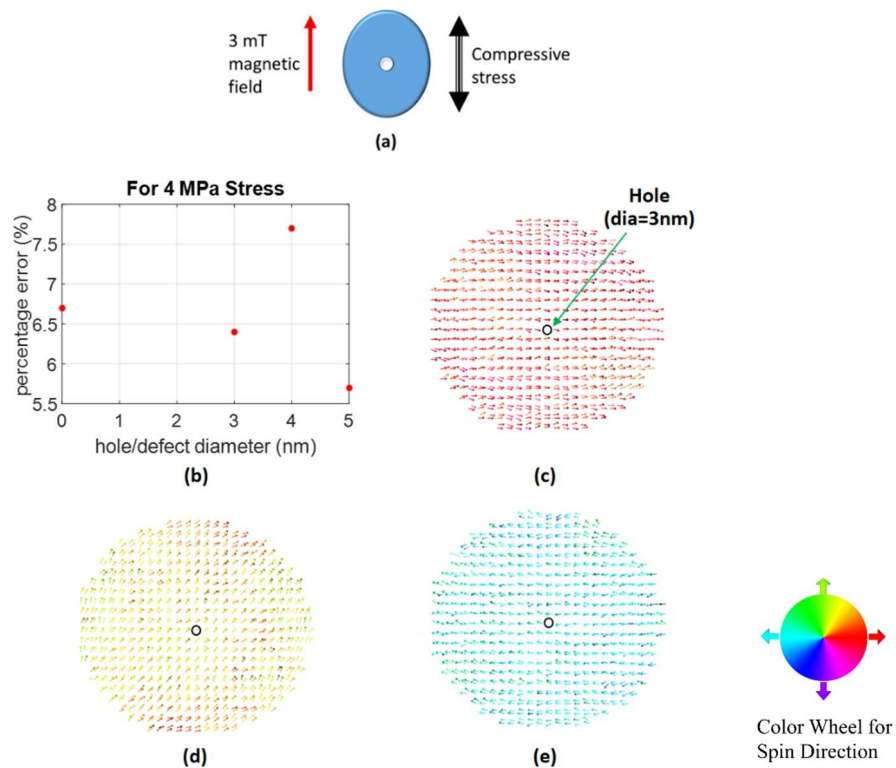 3 mT
magnetic
field
Compressive
stress
(a)
For 4 MPa Stress
percentage error (%)
8
7.5
7
6.5
6
5.5
0 1 2 3 4 5
hole/defect diameter (nm)
(b)
Hole
(dia=3nm)
(c)
(d)
(e)
Color Wheel for
Spin Direction